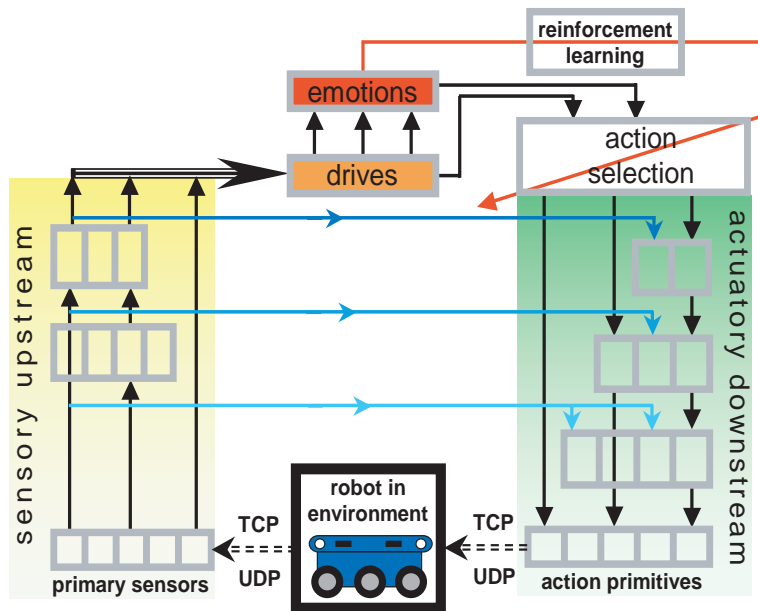 reinforcement
learning
emotions
drives
action
selection
sensory upstream
actuatory downstream
robot in
environment
TCP
UDP
TCP
UDP
primary sensors
action primitives